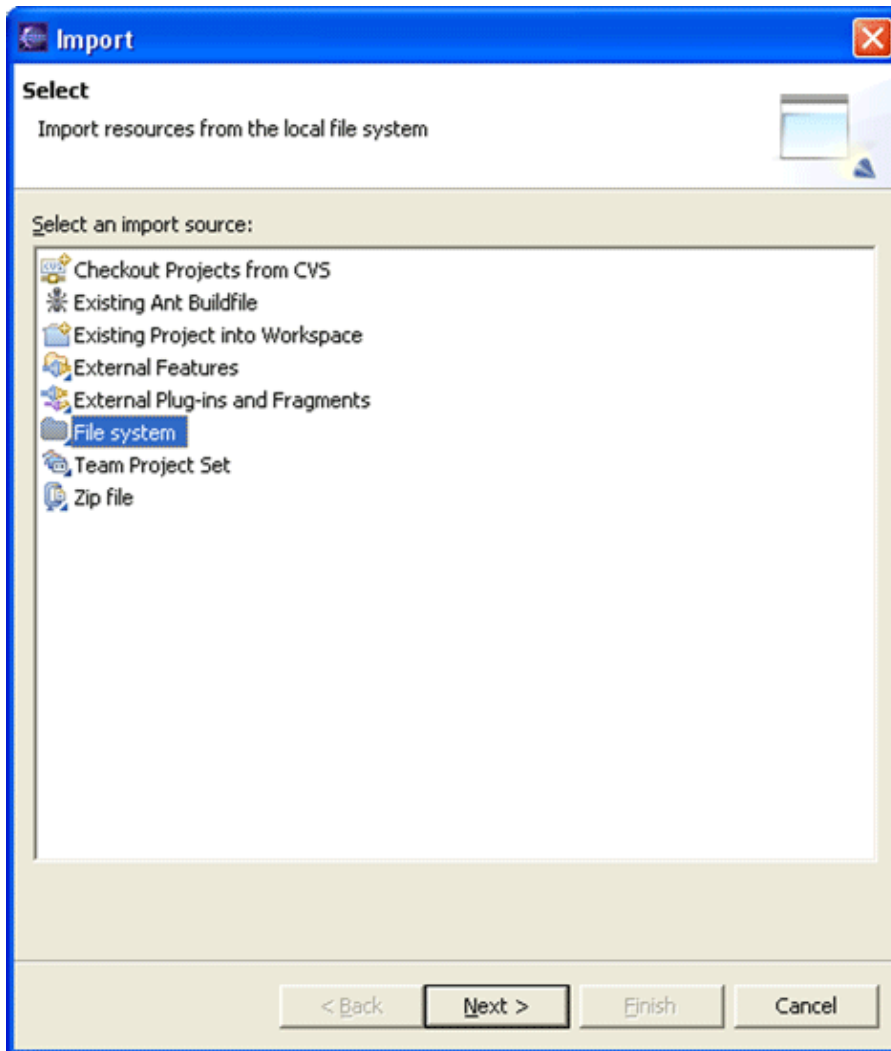 Import
Select
Import resources from the local file system
Select an import source:
Checkout Projects from CVS
Existing Ant Buildfile
Existing Project into Workspace
External Features
External Plug-ins and Fragments
File system
Team Project Set
Zip file
< Back Next > Finish Cancel